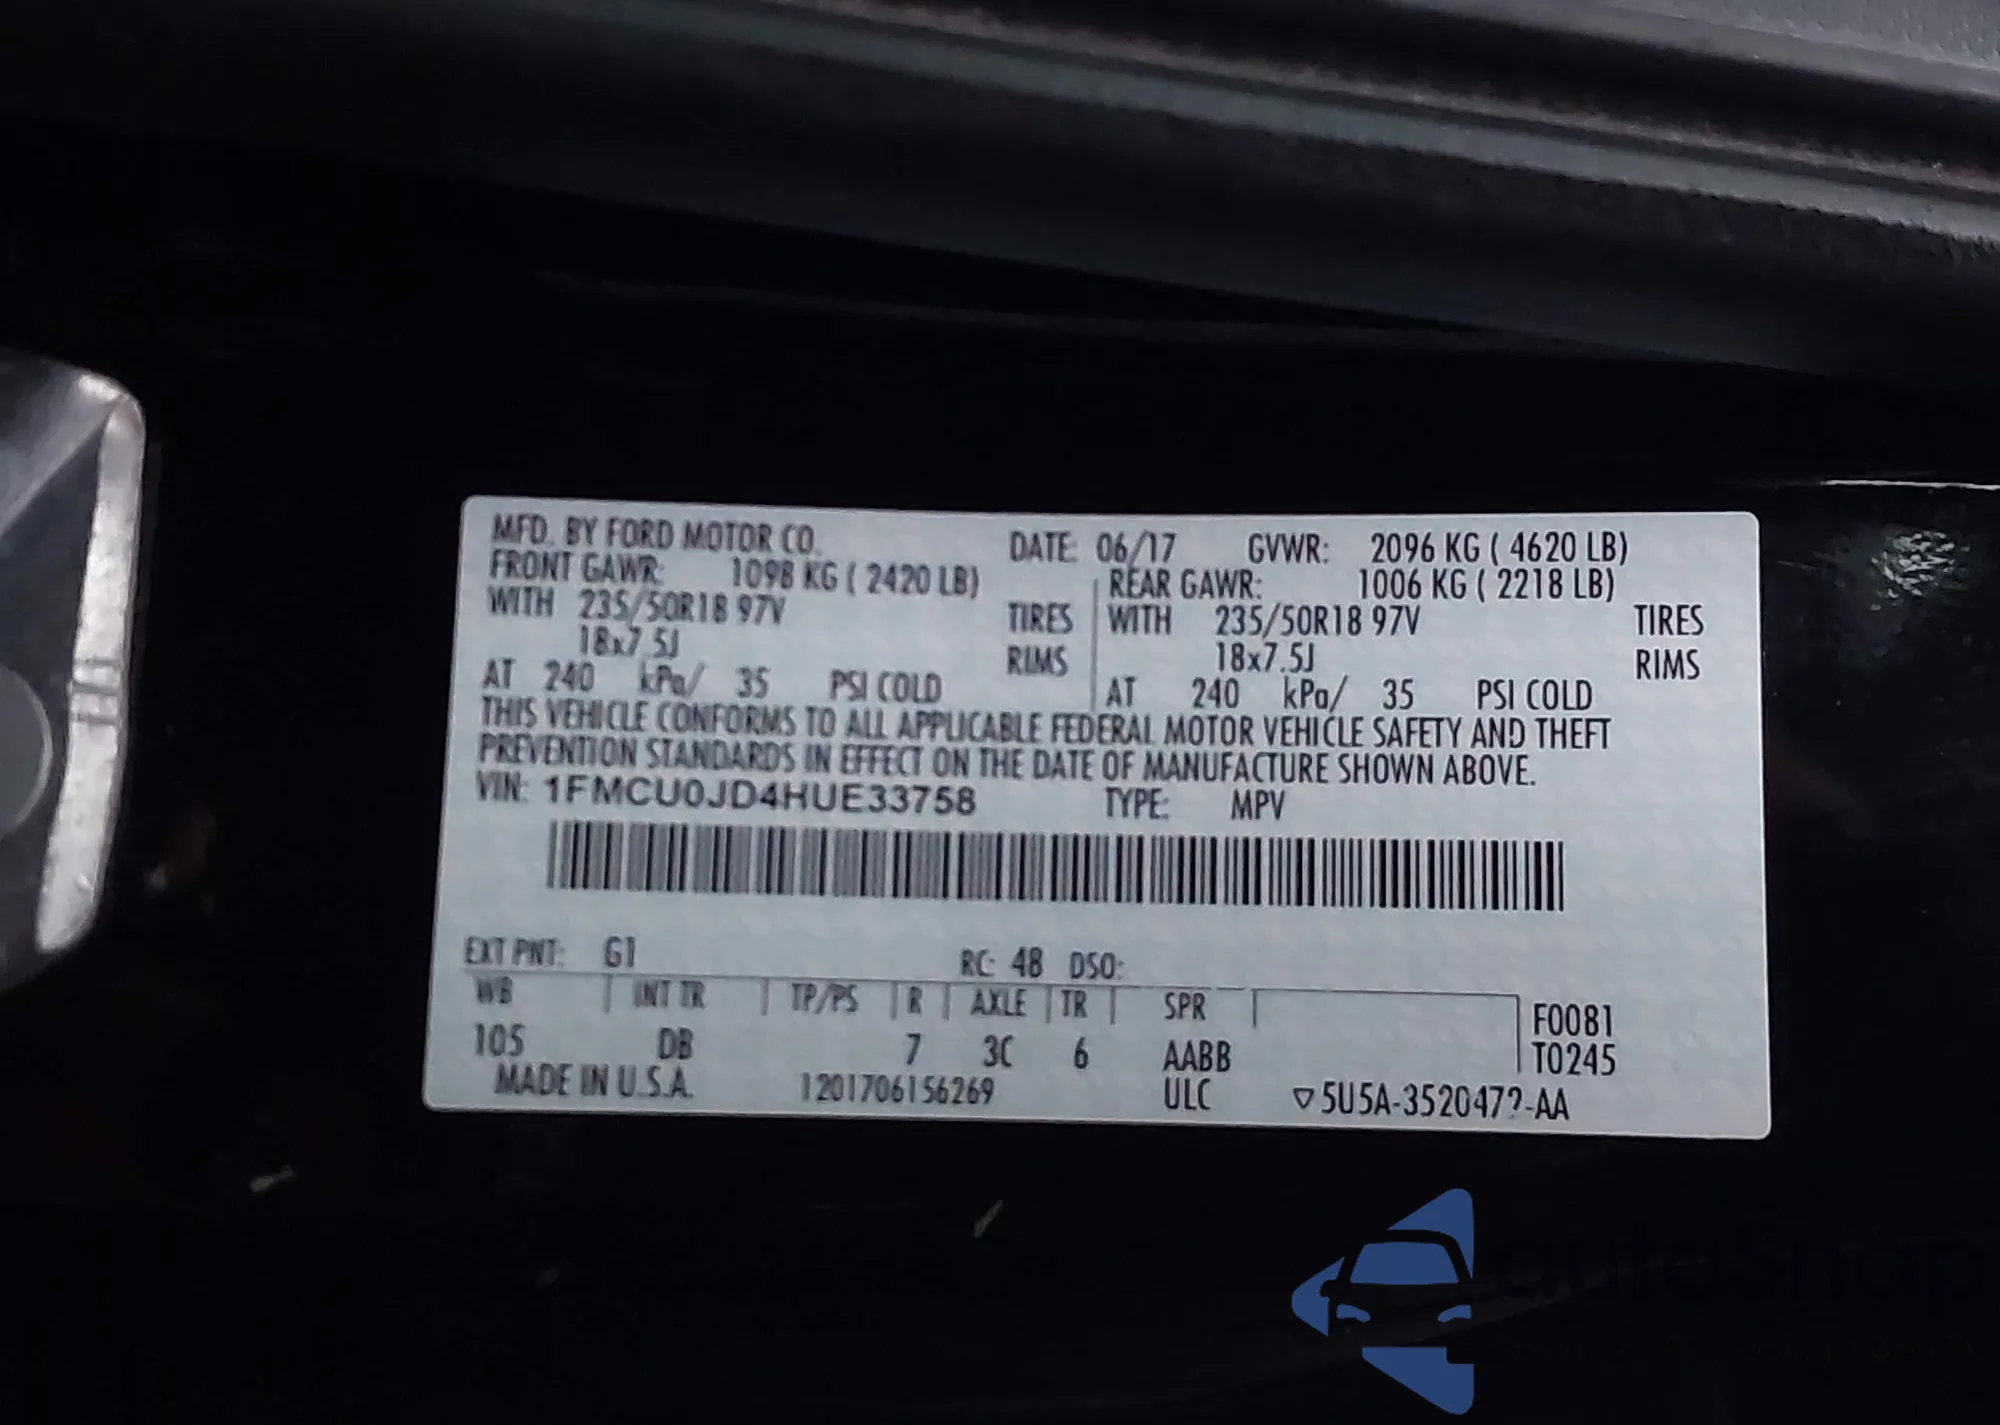 MFD. BY FORD MOTOR CO. DATE: 06/17 GVWR: 2096 KG ( 4620 LB)
FRONT GAWR: 1098 KG ( 2420 LB) REAR GAWR: 1006 KG ( 2218 LB)
WITH 235/50R18 97V TIRES WITH 235/50R18 97V TIRES
18x7.5J RIMS 18x7.5J RIMS
AT 240 kPa/ 35 PSI COLD AT 240 kPa/ 35 PSI COLD
THIS VEHICLE CONFORMS TO ALL APPLICABLE FEDERAL MOTOR VEHICLE SAFETY AND THEFT
PREVENTION STANDARDS IN EFFECT ON THE DATE OF MANUFACTURE SHOWN ABOVE.
VIN: 1FMCU0JD4HUE33758 TYPE: MPV
EXT PNT: G1 RC: 48 DSO:
WB INT TR TP/PS R AXLE TR SPR F0081
105 DB 7 3C 6 AABB T0245
MADE IN U.S.A. 1201706156269 ULC ▽5U5A-3520472-AA